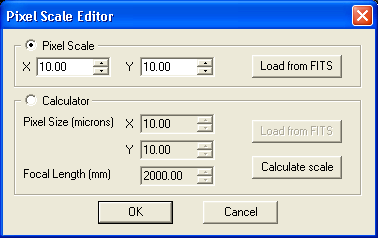 Pixel Scale Editor
Pixel Scale
X 10.00 Y 10.00 Load from FITS
Calculator
Pixel Size (microns) X 10.00 Load from FITS
Y 10.00
Calculate scale
Focal Length (mm) 2000.00
OK Cancel